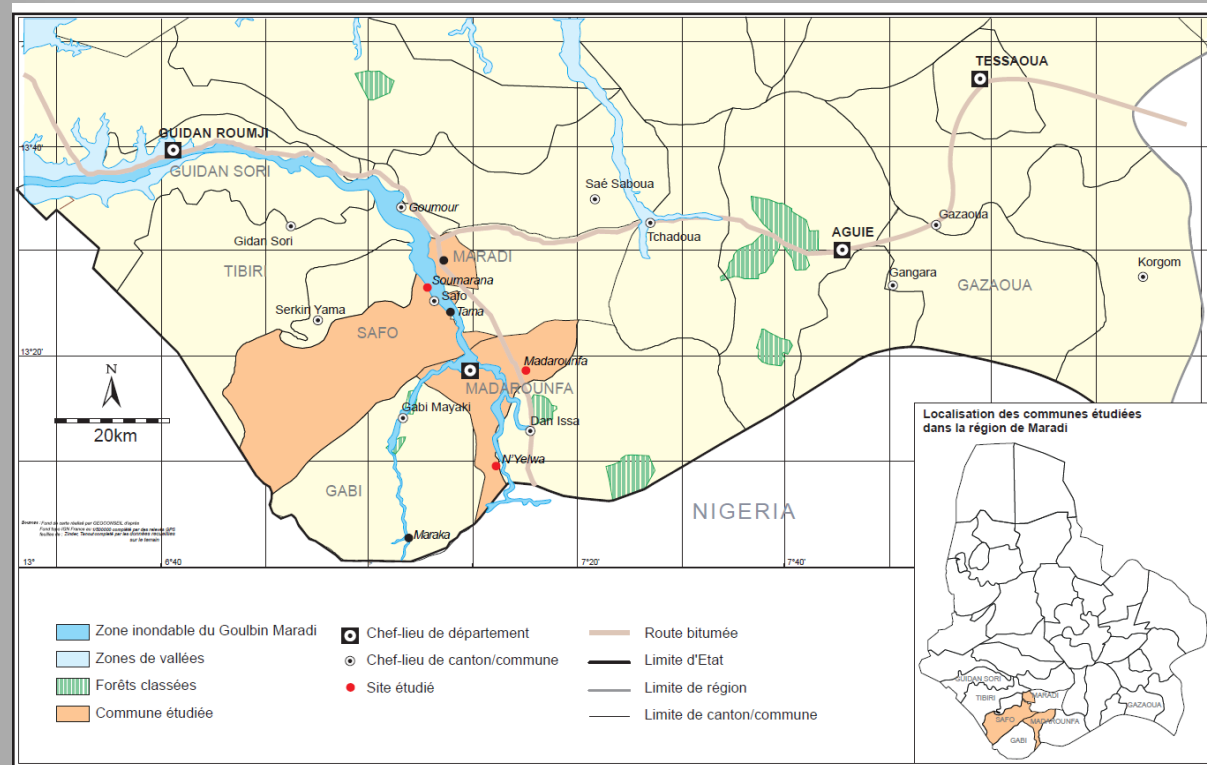 TESSAOUA
GUIDAN ROUMJI
13°40'
GUIDAN SORI
Saé Saboua
Goumour
Gazaoua
Gidan Sori
Tchadoua
AGUIE
MARADI
Korgom
TIBIRI
Gangara
Soumarana
GAZAOUA
Safo
Serkin Yama
Tama
SAFO
13°20'
Madarounfa
N
MADAROUNFA
Gabi Mayaki
Dan Issa
20km
Localisation des communes étudiées
dans la région de Maradi
N'Yelwa
GABI
NIGERIA
Maraka
13°
6°40
7°20
7°40
Zone inondable du Goulbin Maradi
Zones de vallées
Forêts classées
Commune étudiée
Chef-lieu de département
Chef-lieu de canton/commune
Site étudié
Route bitumée
Limite d'Etat
Limite de région
Limite de canton/commune
GUIDAN SORI
MARADI
TIBIRI
GAZAOUA
SAFO
MADAROUNFA
GABI